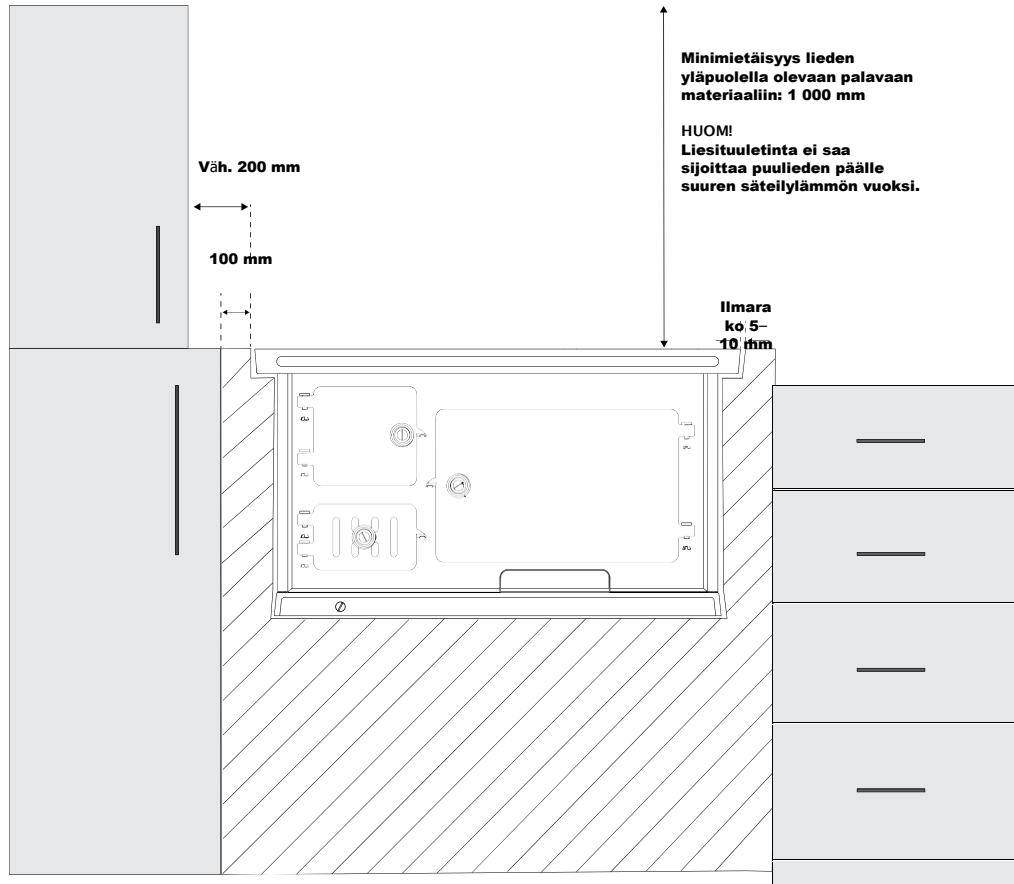 Minimietäisyys lieden
yläpuolella olevaan palavaan
materiaaliin: 1 000 mm
HUOM!
Liesituuletinta ei saa
sijoittaa puulieden päälle
suuren säteilylämmön vuoksi.
Väh. 200 mm
100 mm
Ilmara
ko 5–
10 mm